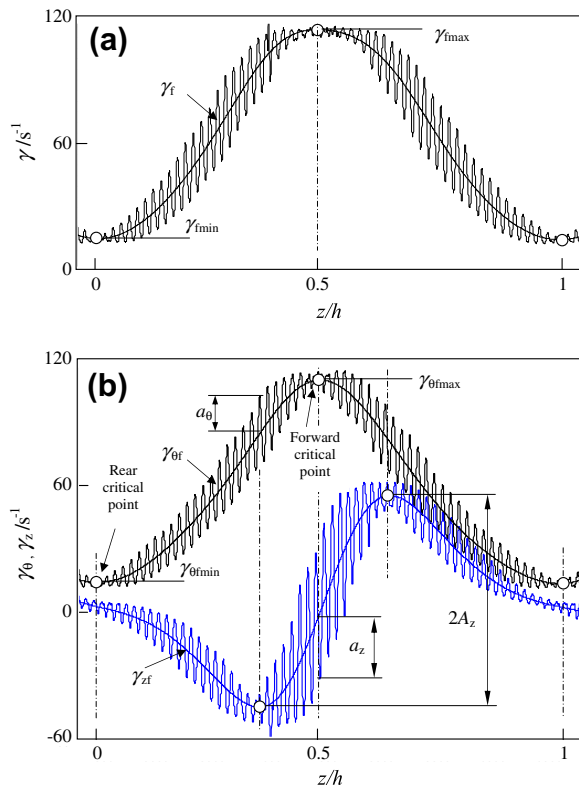 (a)
120
60
0
γ/s⁻¹
γf
γfmax
γfmin
0
0.5
1
z/h
(b)
120
60
0
-60
γθ , γz/s⁻¹
aθ
γθfmax
Forward
critical
point
γθf
Rear
critical
point
γθfmin
2Az
az
γzf
0
0.5
1
z/h